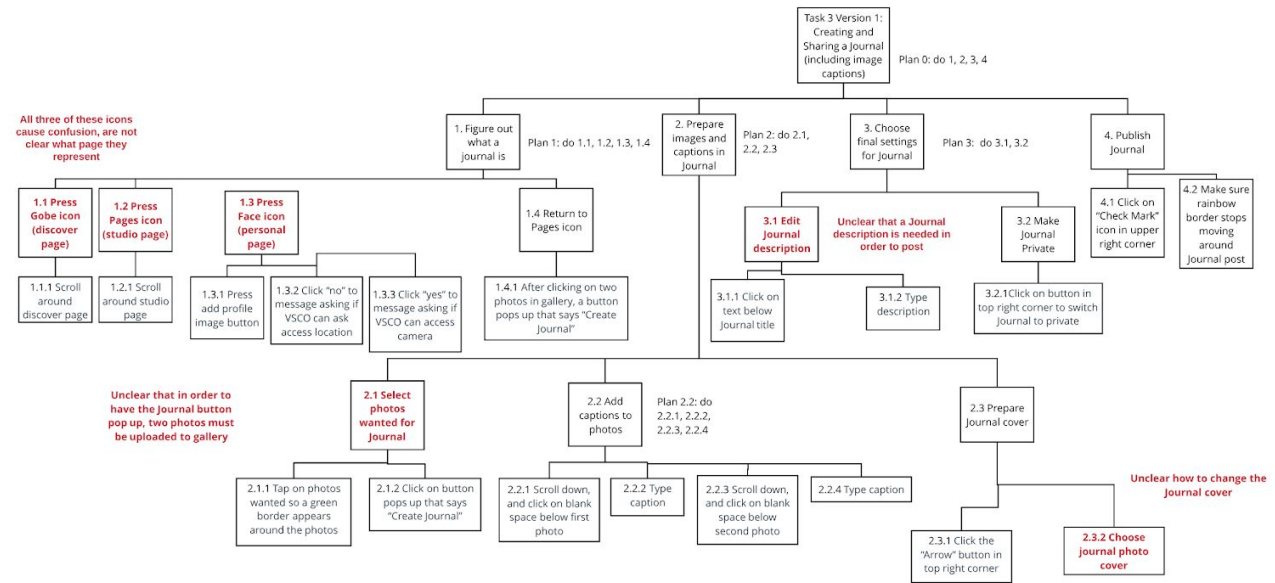 Task 3 Version 1:
Creating and
Sharing a Journal
(including image
captions)
Plan 0: do 1, 2, 3, 4
All three of these icons
cause confusion, are not
clear what page they
represent
1. Figure out
what a
journal is
Plan 1: do 1.1, 1.2, 1.3, 1.4
2. Prepare
images and
captions in
Journal
Plan 2: do 2.1,
2.2, 2.3
3. Choose
final settings
for Journal
Plan 3:  do 3.1, 3.2
4. Publish
Journal
1.1 Press
Gobe icon
(discover
page)
1.2 Press
Pages icon
(studio page)
1.3 Press
Face icon
(personal
page)
1.4 Return to
Pages icon
3.1 Edit
Journal
description
Unclear that a Journal
description is needed in
order to post
3.2 Make
Journal
Private
4.1 Click on
“Check Mark”
icon in upper
right corner
4.2 Make sure
rainbow
border stops
moving
around
Journal post
1.1.1 Scroll
around
discover page
1.2.1 Scroll
around studio
page
1.3.1 Press
add profile
image button
1.3.2 Click “no” to
message asking if
VSCO can ask
access location
1.3.3 Click “yes” to
message asking if
VSCO can access
camera
1.4.1 After clicking on two
photos in gallery, a button
pops up that says “Create
Journal”
3.1.1 Click on
text below
Journal title
3.1.2 Type
description
3.2.1Click on button in
top right corner to switch
Journal to private
Unclear that in order to
have the Journal button
pop up, two photos must
be uploaded to gallery
2.1 Select
photos
wanted for
Journal
2.2 Add
captions to
photos
Plan 2.2: do
2.2.1, 2.2.2,
2.2.3, 2.2.4
2.3 Prepare
Journal cover
2.1.1 Tap on photos
wanted so a green
border appears
around the photos
2.1.2 Click on button
pops up that says
“Create Journal”
2.2.1 Scroll down,
and click on blank
space below first
photo
2.2.2 Type
caption
2.2.3 Scroll down,
and click on blank
space below
second photo
2.2.4 Type caption
Unclear how to change the
Journal cover
2.3.1 Click the
“Arrow” button in
top right corner
2.3.2 Choose
journal photo
cover